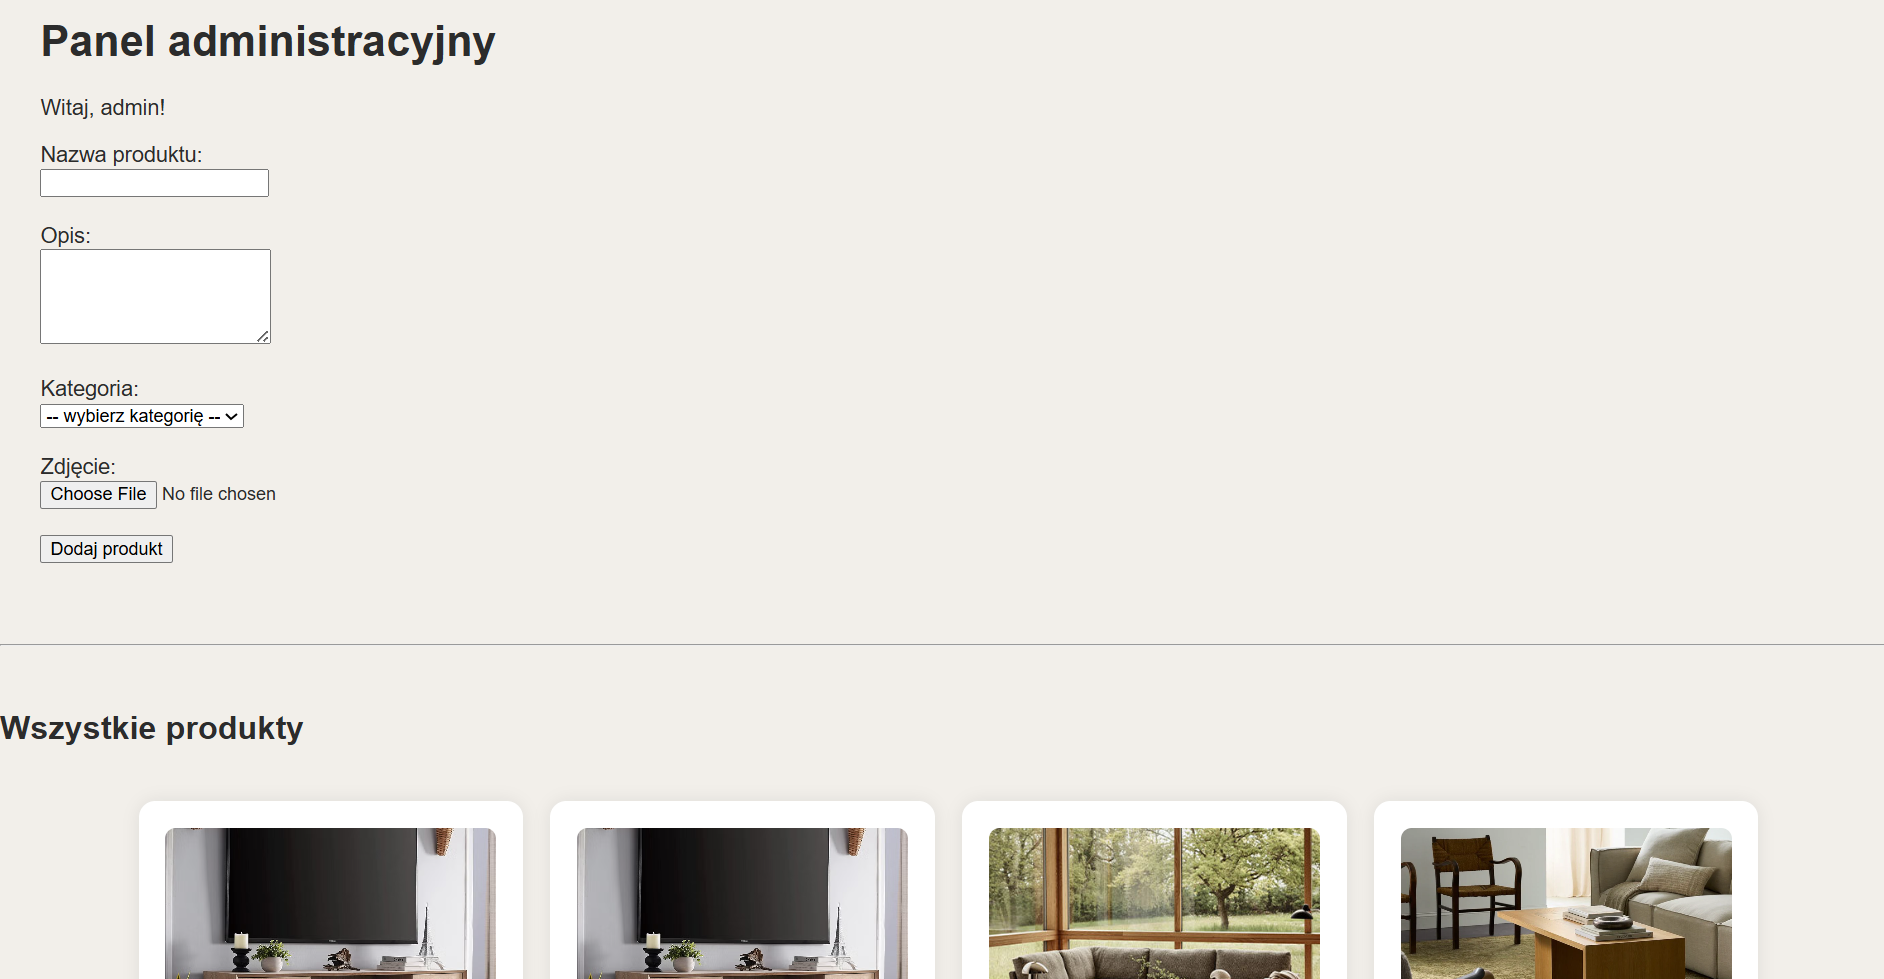 Panel administracyjny
Witaj, admin!
Nazwa produktu:
Opis:
Kategoria:
-- wybierz kategorię --
Zdjęcie:
Choose File No file chosen
Dodaj produkt
Wszystkie produkty